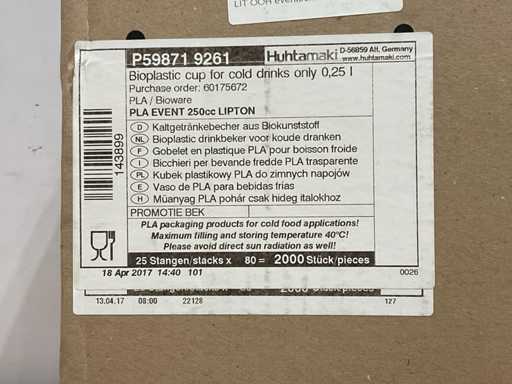 P59871 9261
Huhtamaki
D-56859 Alf, Germany
www.huhtamaki.com
Bioplastic cup for cold drinks only 0,25 l
Purchase order: 60175672
PLA / Bioware
PLA EVENT 250cc LIPTON
143899
D Kaltgetränkebecher aus Biokunststoff
NL Bioplastic drinkbeker voor koude dranken
F Gobelet en plastique PLA pour boisson froide
I Bicchieri per bevande fredde PLA trasparente
PL Kubek plastikowy PLA do zimnych napojów
E Vaso de PLA para bebidas frias
H Müanyag PLA pohár csak hideg italokhoz
PROMOTIE BEK
PLA packaging products for cold food applications!
Maximum filling and storing temperature 40°C!
Please avoid direct sun radiation as well!
25 Stangen/stacks x 80= 2000 Stück/pieces
18 Apr 2017 14:40 101
0026
13.04.17 08:00 22128 127